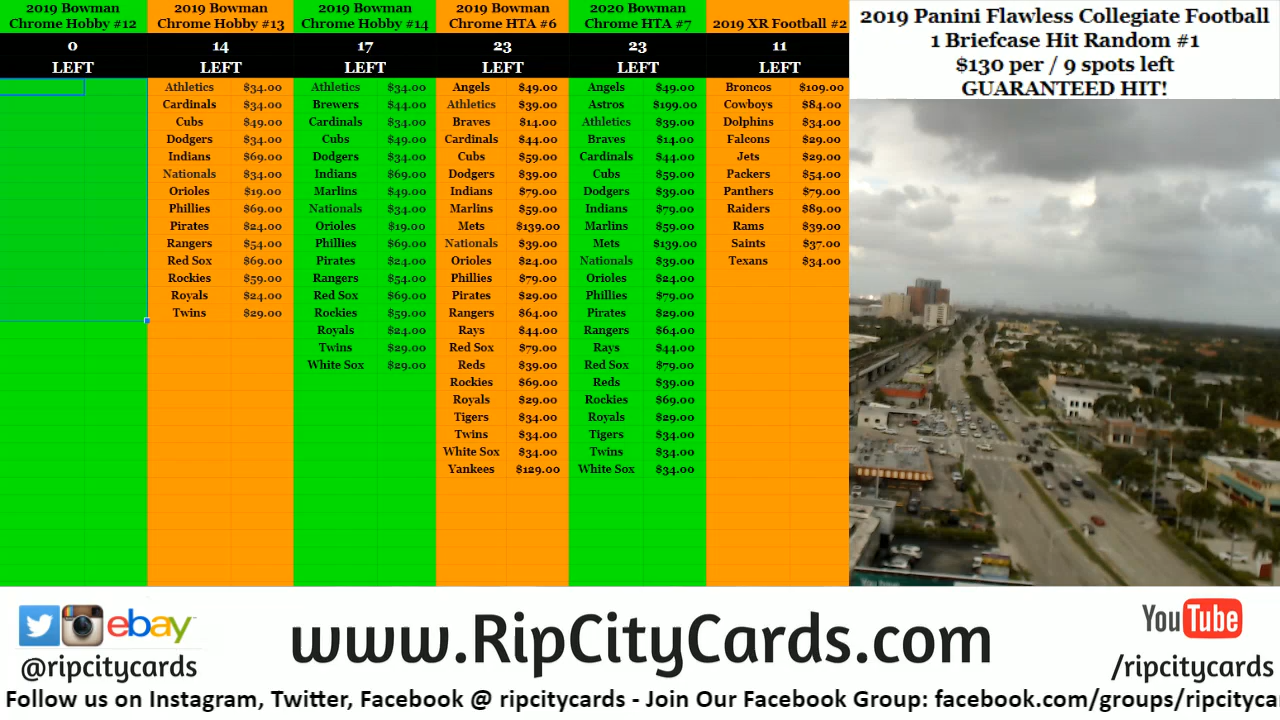 2019 Bowman
Chrome Hobby #12
0
LEFT
2019 Bowman
Chrome Hobby #13
14
LEFT
Athletics $34.00
Cardinals $34.00
Cubs $49.00
Dodgers $34.00
Indians $69.00
Nationals $34.00
Orioles $19.00
Phillies $69.00
Pirates $24.00
Rangers $54.00
Red Sox $69.00
Rockies $59.00
Royals $24.00
Twins $29.00
2019 Bowman
Chrome Hobby #14
17
LEFT
Athletics $34.00
Brewers $44.00
Cardinals $34.00
Cubs $49.00
Dodgers $34.00
Indians $69.00
Marlins $49.00
Nationals $34.00
Orioles $19.00
Phillies $69.00
Pirates $24.00
Rangers $54.00
Red Sox $69.00
Rockies $59.00
Royals $24.00
Twins $29.00
White Sox $29.00
2019 Bowman
Chrome HTA #6
23
LEFT
Angels $49.00
Athletics $39.00
Braves $14.00
Cardinals $44.00
Cubs $59.00
Dodgers $39.00
Indians $79.00
Marlins $59.00
Mets $139.00
Nationals $39.00
Orioles $24.00
Phillies $79.00
Pirates $29.00
Rangers $64.00
Rays $44.00
Red Sox $79.00
Reds $39.00
Rockies $69.00
Royals $29.00
Tigers $34.00
Twins $34.00
White Sox $34.00
Yankees $129.00
2020 Bowman
Chrome HTA #7
23
LEFT
Angels $49.00
Astros $199.00
Athletics $39.00
Braves $14.00
Cardinals $44.00
Cubs $59.00
Dodgers $39.00
Indians $79.00
Marlins $59.00
Mets $139.00
Nationals $39.00
Orioles $24.00
Phillies $79.00
Pirates $29.00
Rangers $64.00
Rays $44.00
Red Sox $79.00
Reds $39.00
Rockies $69.00
Royals $29.00
Tigers $34.00
Twins $34.00
White Sox $34.00
2019 XR Football #2
11
LEFT
Broncos $109.00
Cowboys $84.00
Dolphins $34.00
Falcons $29.00
Jets $29.00
Packers $54.00
Panthers $79.00
Raiders $89.00
Rams $39.00
Saints $37.00
Texans $34.00
2019 Panini Flawless Collegiate Football
1 Briefcase Hit Random #1
$130 per / 9 spots left
GUARANTEED HIT!
ebay
@ripcitycards
www.RipCityCards.com
YouTube
/ripcitycards
Follow us on Instagram, Twitter, Facebook @ ripcitycards - Join Our Facebook Group: facebook.com/groups/ripcityca